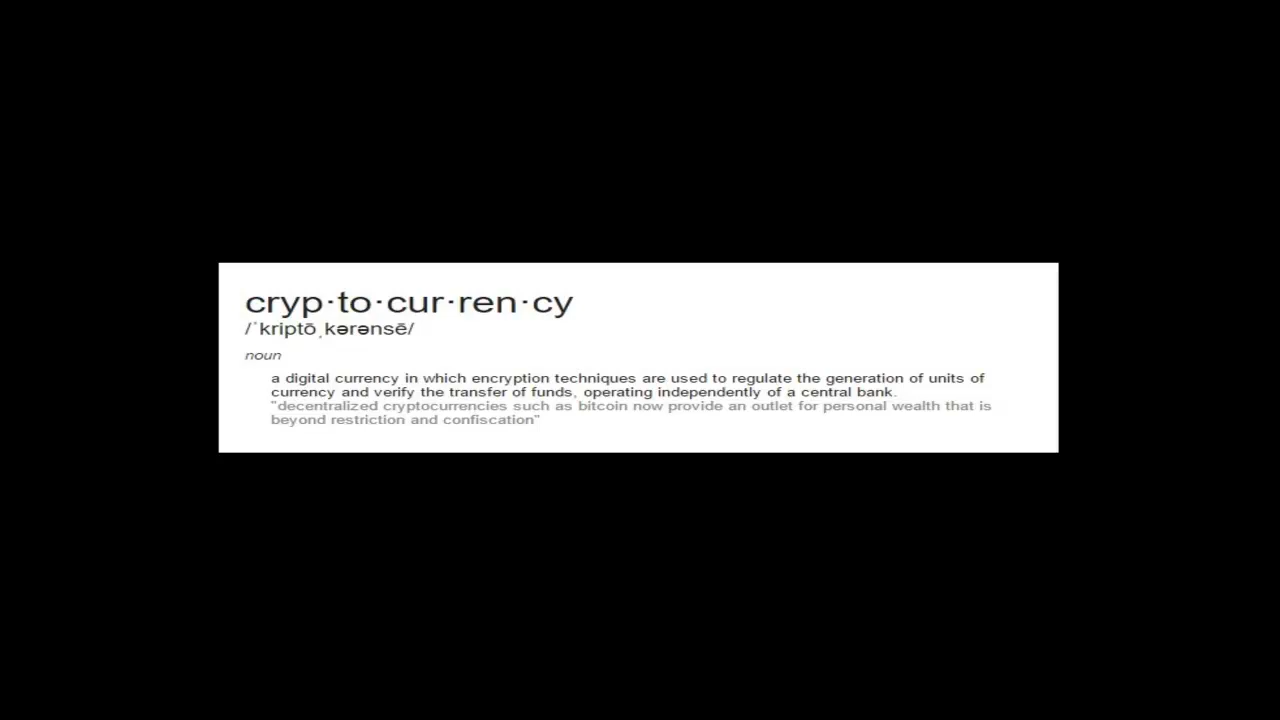 cryp·to·cur·ren·cy
/ˈkriptōˌkərənsē/
noun
a digital currency in which encryption techniques are used to regulate the generation of units of
currency and verify the transfer of funds, operating independently of a central bank.
"decentralized cryptocurrencies such as bitcoin now provide an outlet for personal wealth that is
beyond restriction and confiscation"